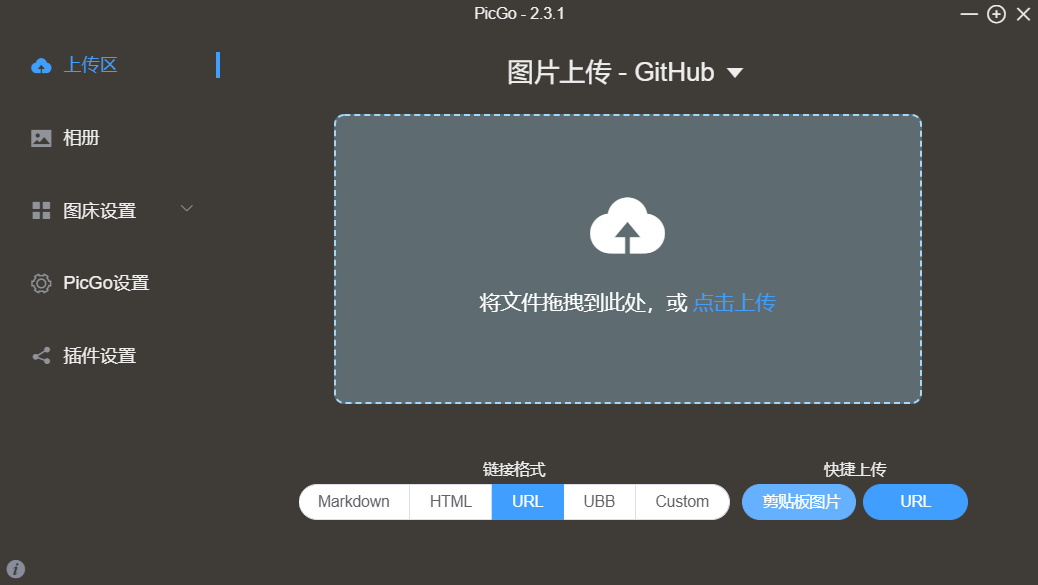 PicGo - 2.3.1
上传区
相册
图床设置
PicGo设置
插件设置
图片上传 - GitHub
将文件拖拽到此处，或 点击上传
链接格式
Markdown HTML URL UBB Custom
快捷上传
剪贴板图片 URL
i